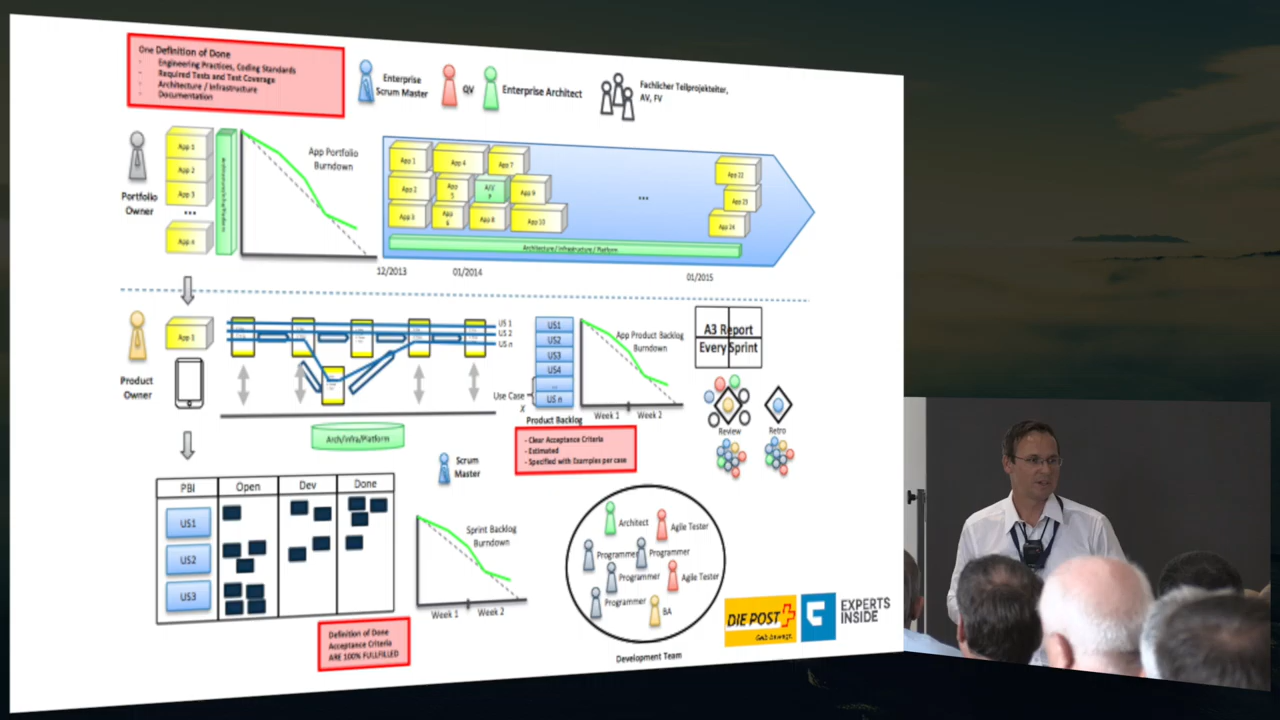 One Definition of Done
- Engineering Practices, Coding Standards
- Required Tests and Test Coverage
- Architecture / Infrastructure
- Documentation
Enterprise
Scrum Master
QV
Enterprise Architect
Fachlicher Teilprojekteitar,
AV, FV
Portfolio
Owner
App 1
App 2
App 3
...
App n
App Portfolio
Burndown
App 1
App 4
App 7
App 2
App
5
App 9
App 3
App
6
App 8
App 10
...
App 22
App 23
App 24
Architecture / Infrastructure / Platform
12/2013
01/2014
01/2015
Product
Owner
App 1
US 1
US 2
US n
Arch/Infra/Platform
US1
US2
US3
US4
...
US n
Use Case
X
Product Backlog
App Product Backlog
Burndown
Week 1
Week 2
- Clear Acceptance Criteria
- Estimated
- Specified with Examples per case
A3 Report
Every Sprint
Review
Retro
Scrum
Master
PBI
Open
Dev
Done
US1
US2
US3
Sprint Backlog
Burndown
Week 1
Week 2
Definition of Done
Acceptance Criteria
ARE 100% FULLFILLED
Architect
Agile Tester
Programmer
Programmer
Programmer
Agile Tester
Programmer
BA
Development Team
DIE POST
Gelb bewegt.
EXPERTS
INSIDE